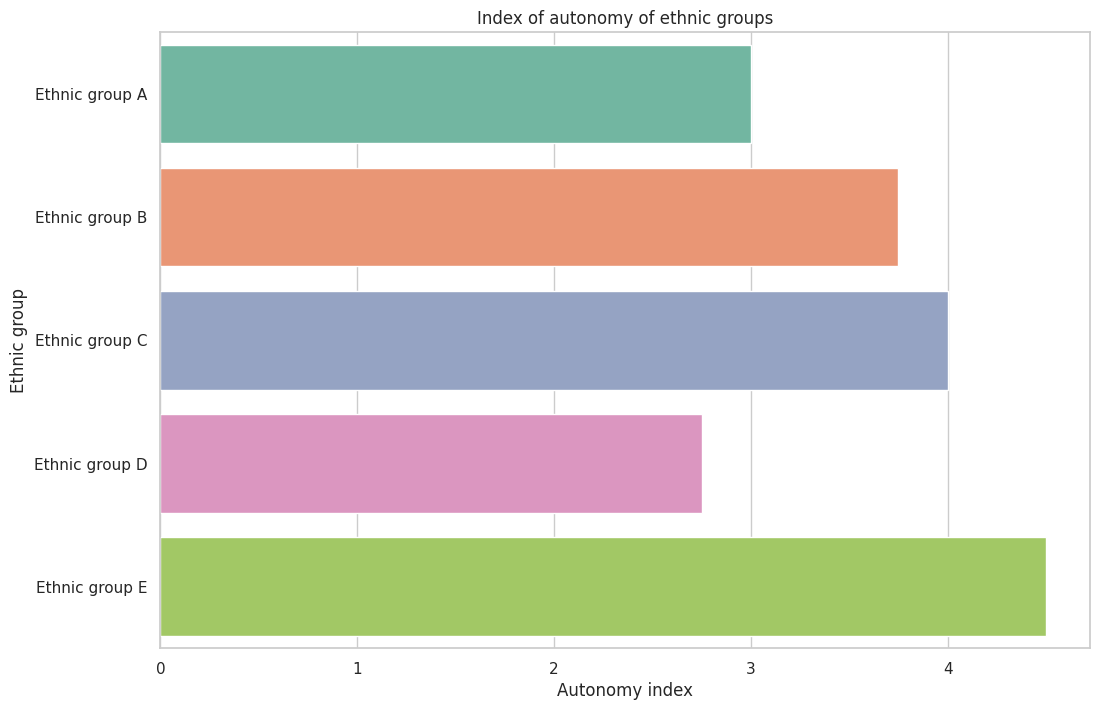 Index of autonomy of ethnic groups
Ethnic group A
Ethnic group B
Ethnic group C
Ethnic group D
Ethnic group E
Ethnic group
0 1 2 3 4
Autonomy index